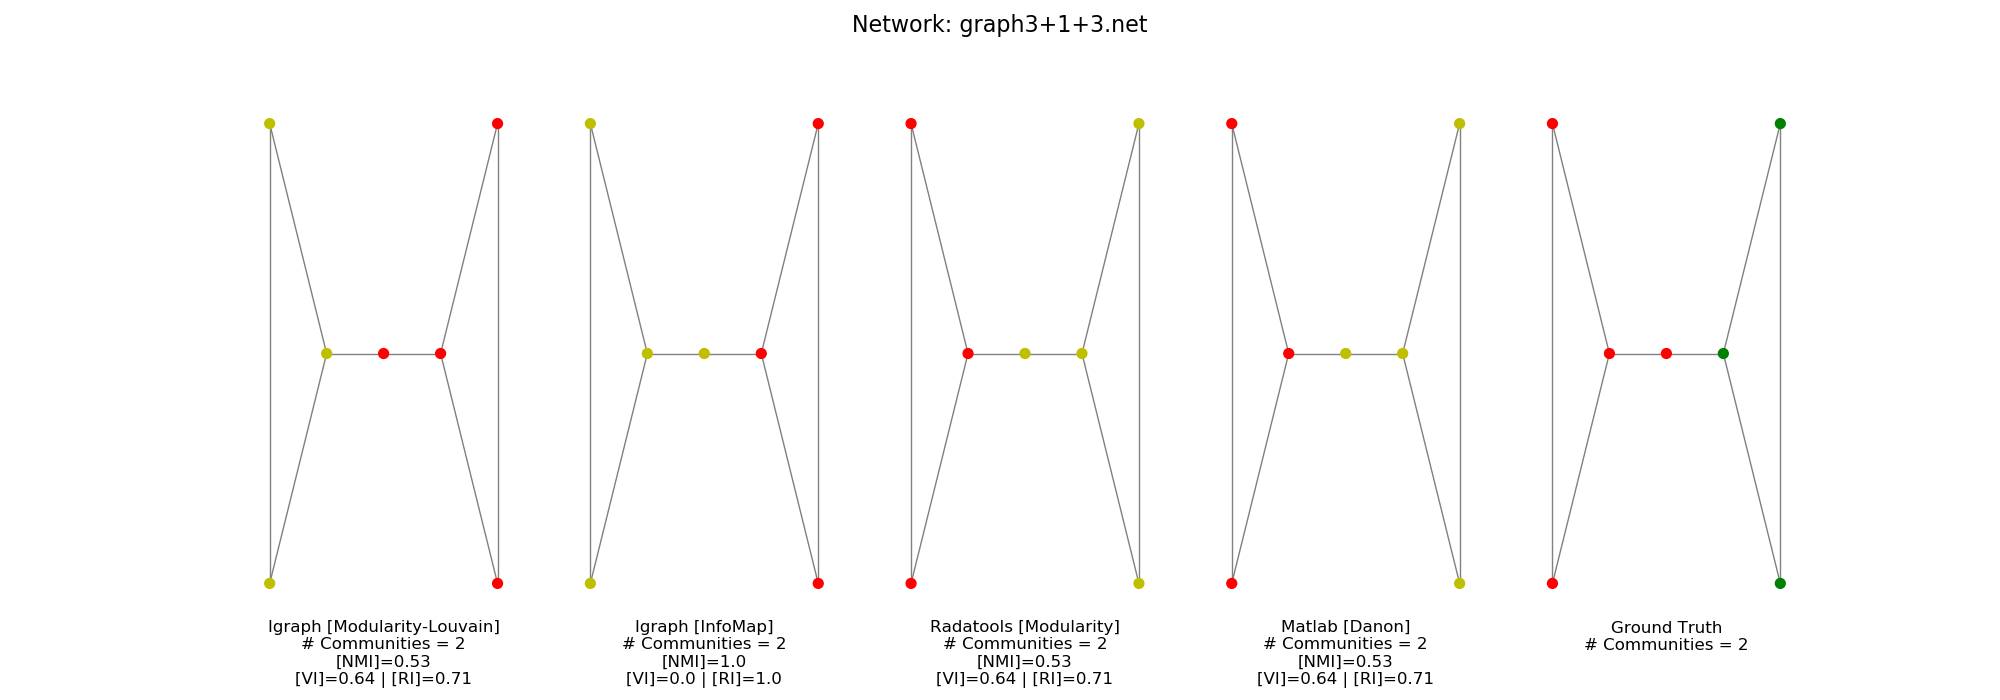 Network: graph3+1+3.net
Igraph [Modularity-Louvain]
# Communities = 2
[NMI]=0.53
[VI]=0.64 | [RI]=0.71
Igraph [InfoMap]
# Communities = 2
[NMI]=1.0
[VI]=0.0 | [RI]=1.0
Radatools [Modularity]
# Communities = 2
[NMI]=0.53
[VI]=0.64 | [RI]=0.71
Matlab [Danon]
# Communities = 2
[NMI]=0.53
[VI]=0.64 | [RI]=0.71
Ground Truth
# Communities = 2